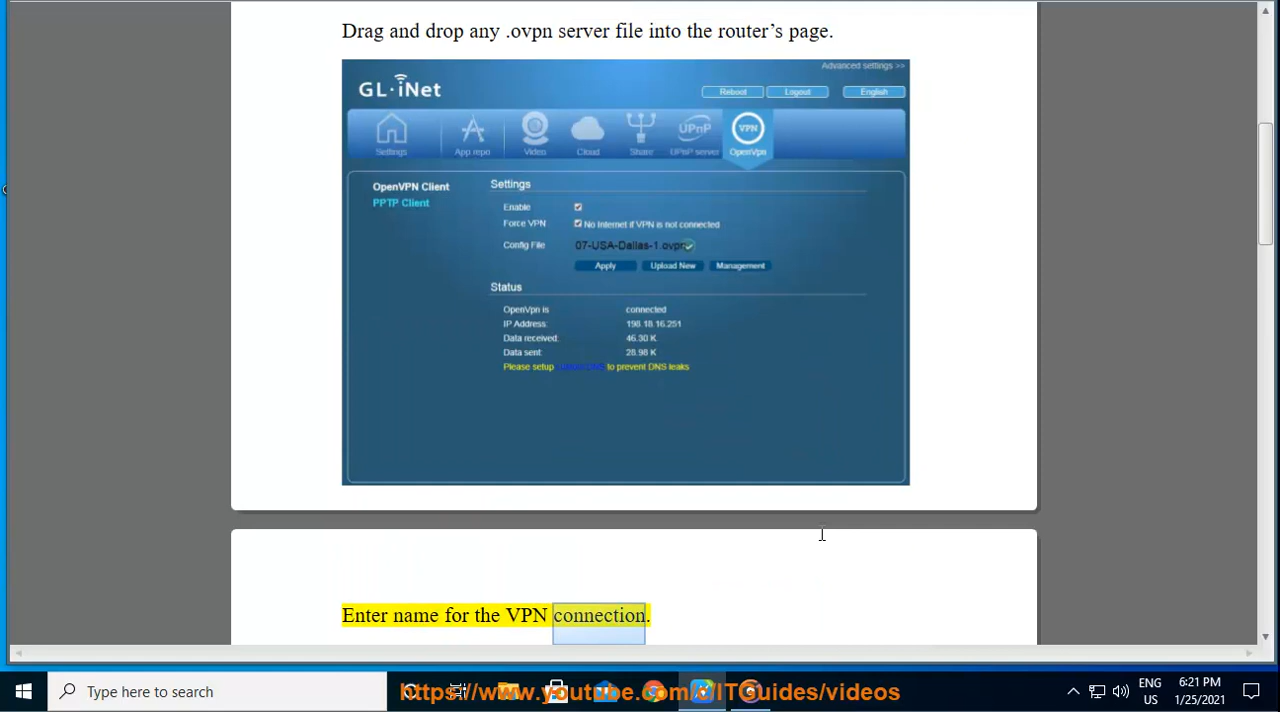 Drag and drop any .ovpn server file into the router’s page.
Advanced settings >>
GL·iNet
Reboot Logout English
Settings App repo Video Cloud Share UPnP server OpenVpn
UPnP VPN
OpenVPN Client
PPTP Client
Settings
Enable
Force VPN No Internet if VPN is not connected
Config File 07-USA-Dallas-1.ovpn
Apply Upload New Management
Status
OpenVpn is connected
IP Address: 198.18.16.251
Data received: 46.30 K
Data sent: 28.98 K
Please setup to prevent DNS leaks
Enter name for the VPN connection.
Type here to search
https://www.youtube.com/c/ITGuides/videos
ENG
US
6:21 PM
1/25/2021